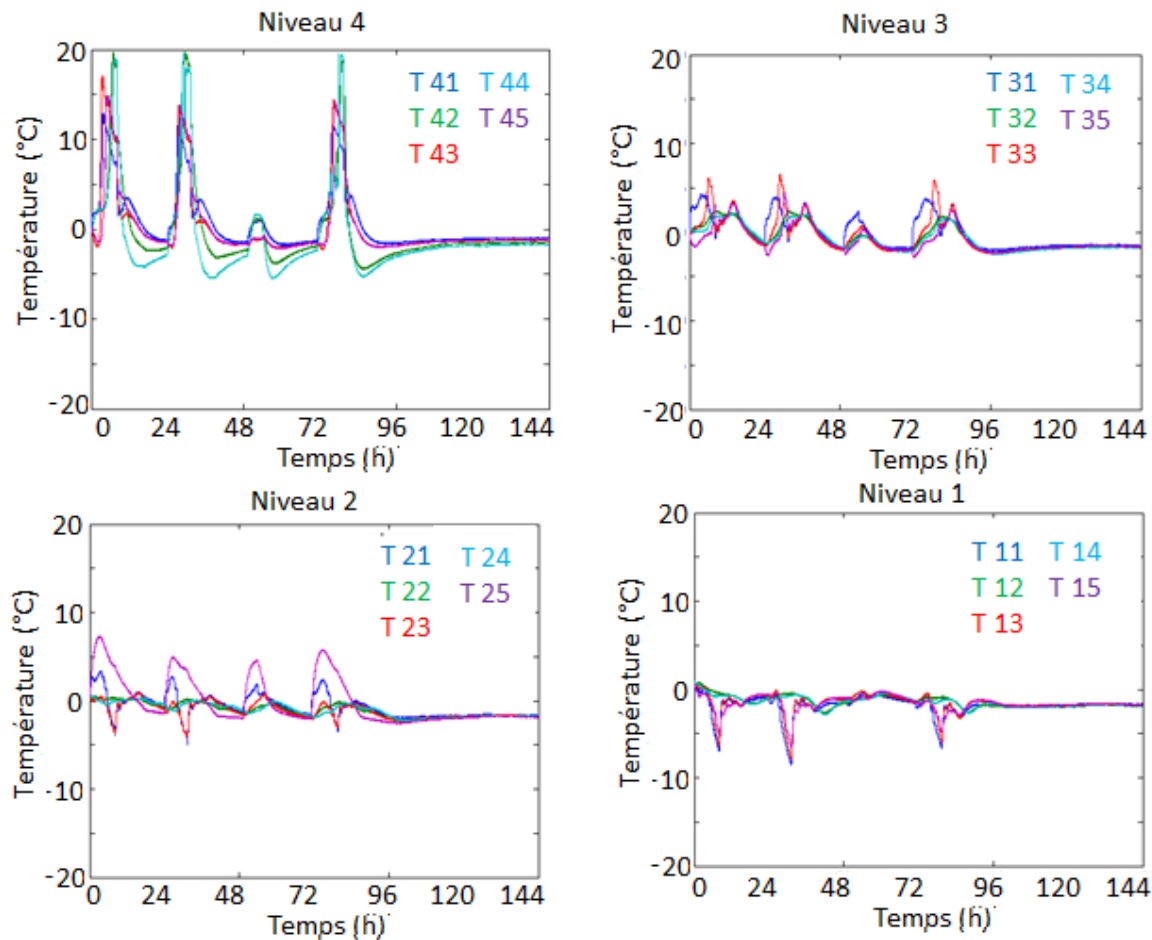 Niveau 4
20
10
0
-10
-20
Température (°C)
T 41 T 44
T 42 T 45
T 43
0 24 48 72 96 120 144
Temps (h)
Niveau 3
20
10
0
-10
-20
Température (°C)
T 31 T 34
T 32 T 35
T 33
0 24 48 72 96 120 144
Temps (h)
Niveau 2
20
10
0
-10
-20
Température (°C)
T 21 T 24
T 22 T 25
T 23
0 24 48 72 96 120 144
Temps (h)
Niveau 1
20
10
0
-10
-20
Température (°C)
T 11 T 14
T 12 T 15
T 13
0 24 48 72 96 120 144
Temps (h)